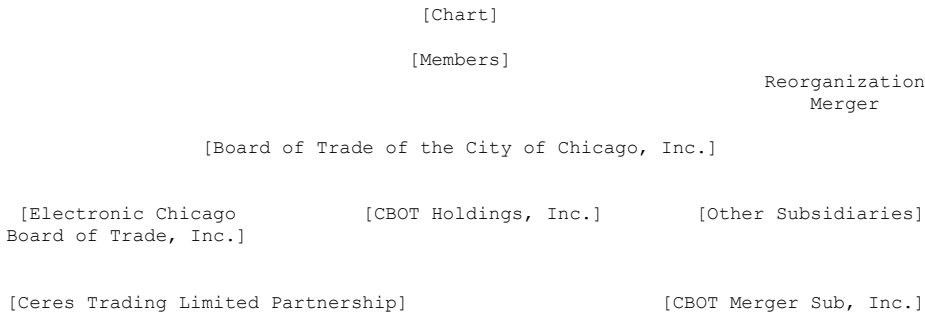 [Chart]
[Members]
Reorganization
Merger
[Board of Trade of the City of Chicago, Inc.]
[Electronic Chicago [CBOT Holdings, Inc.] [Other Subsidiaries]
Board of Trade, Inc.]
[Ceres Trading Limited Partnership] [CBOT Merger Sub, Inc.]